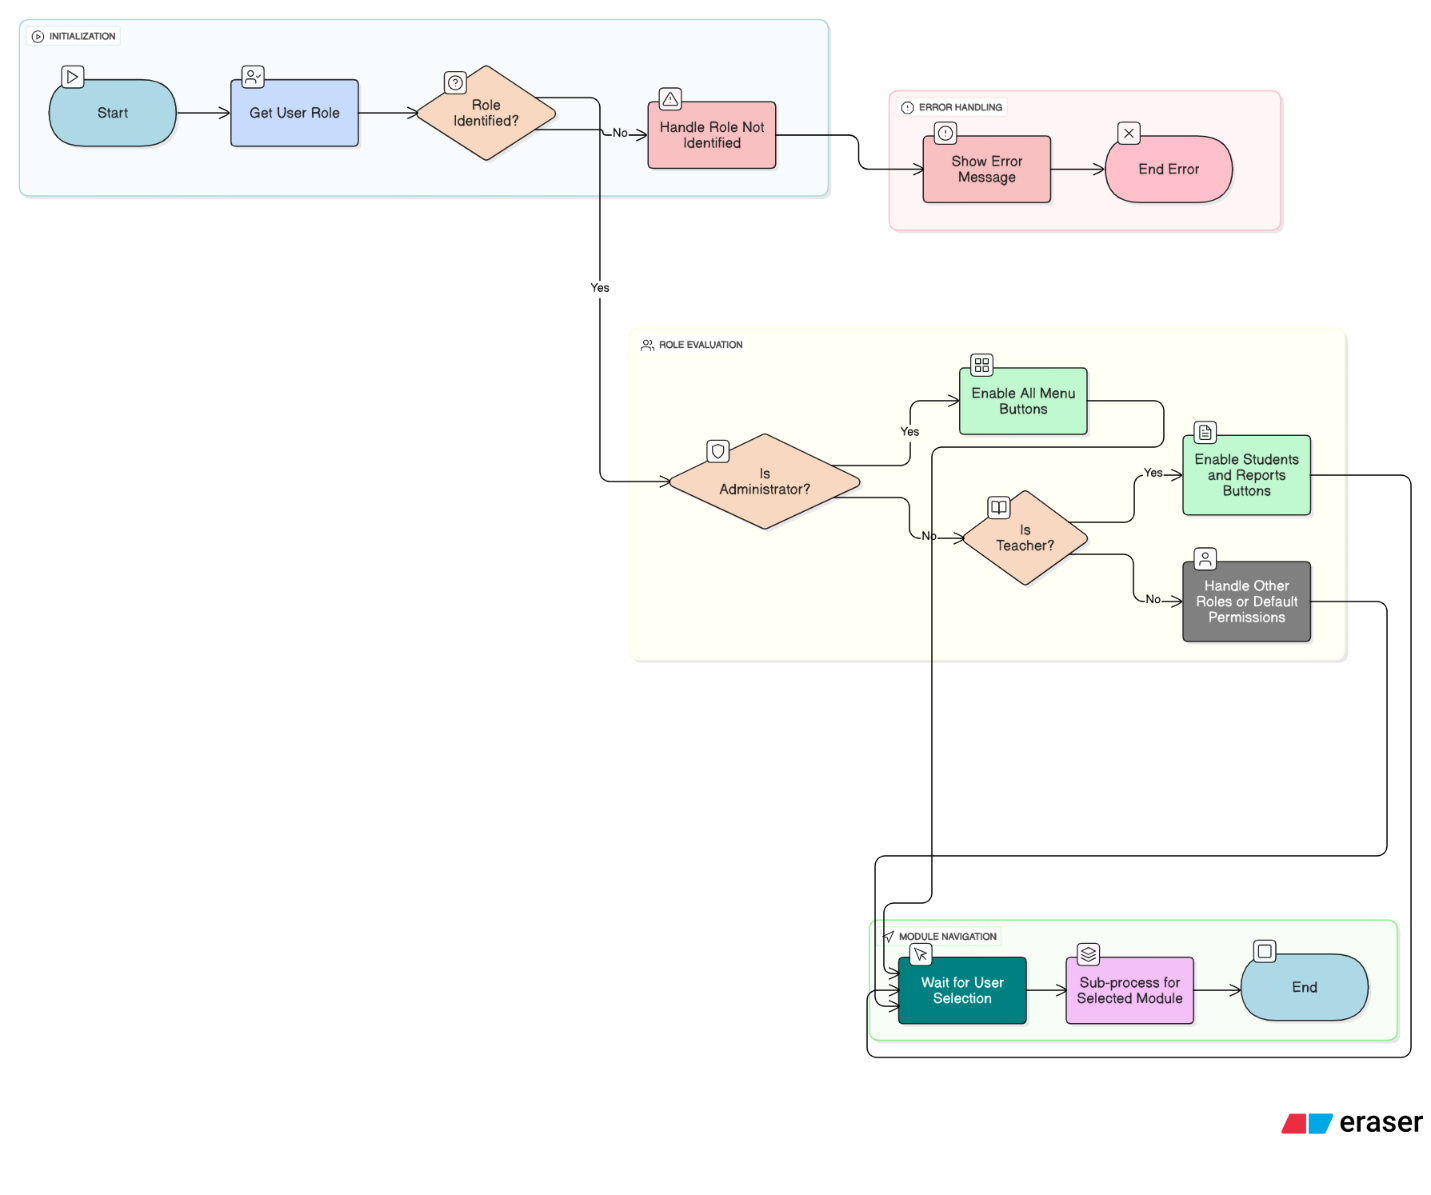 INITIALIZATION
Start
Get User Role
Role
Identified?
No
Handle Role Not
Identified
ERROR HANDLING
Show Error
Message
End Error
Yes
ROLE EVALUATION
Is
Administrator?
Yes
Enable All Menu
Buttons
No
Is
Teacher?
Yes
Enable Students
and Reports
Buttons
No
Handle Other
Roles or Default
Permissions
MODULE NAVIGATION
Wait for User
Selection
Sub-process for
Selected Module
End
eraser